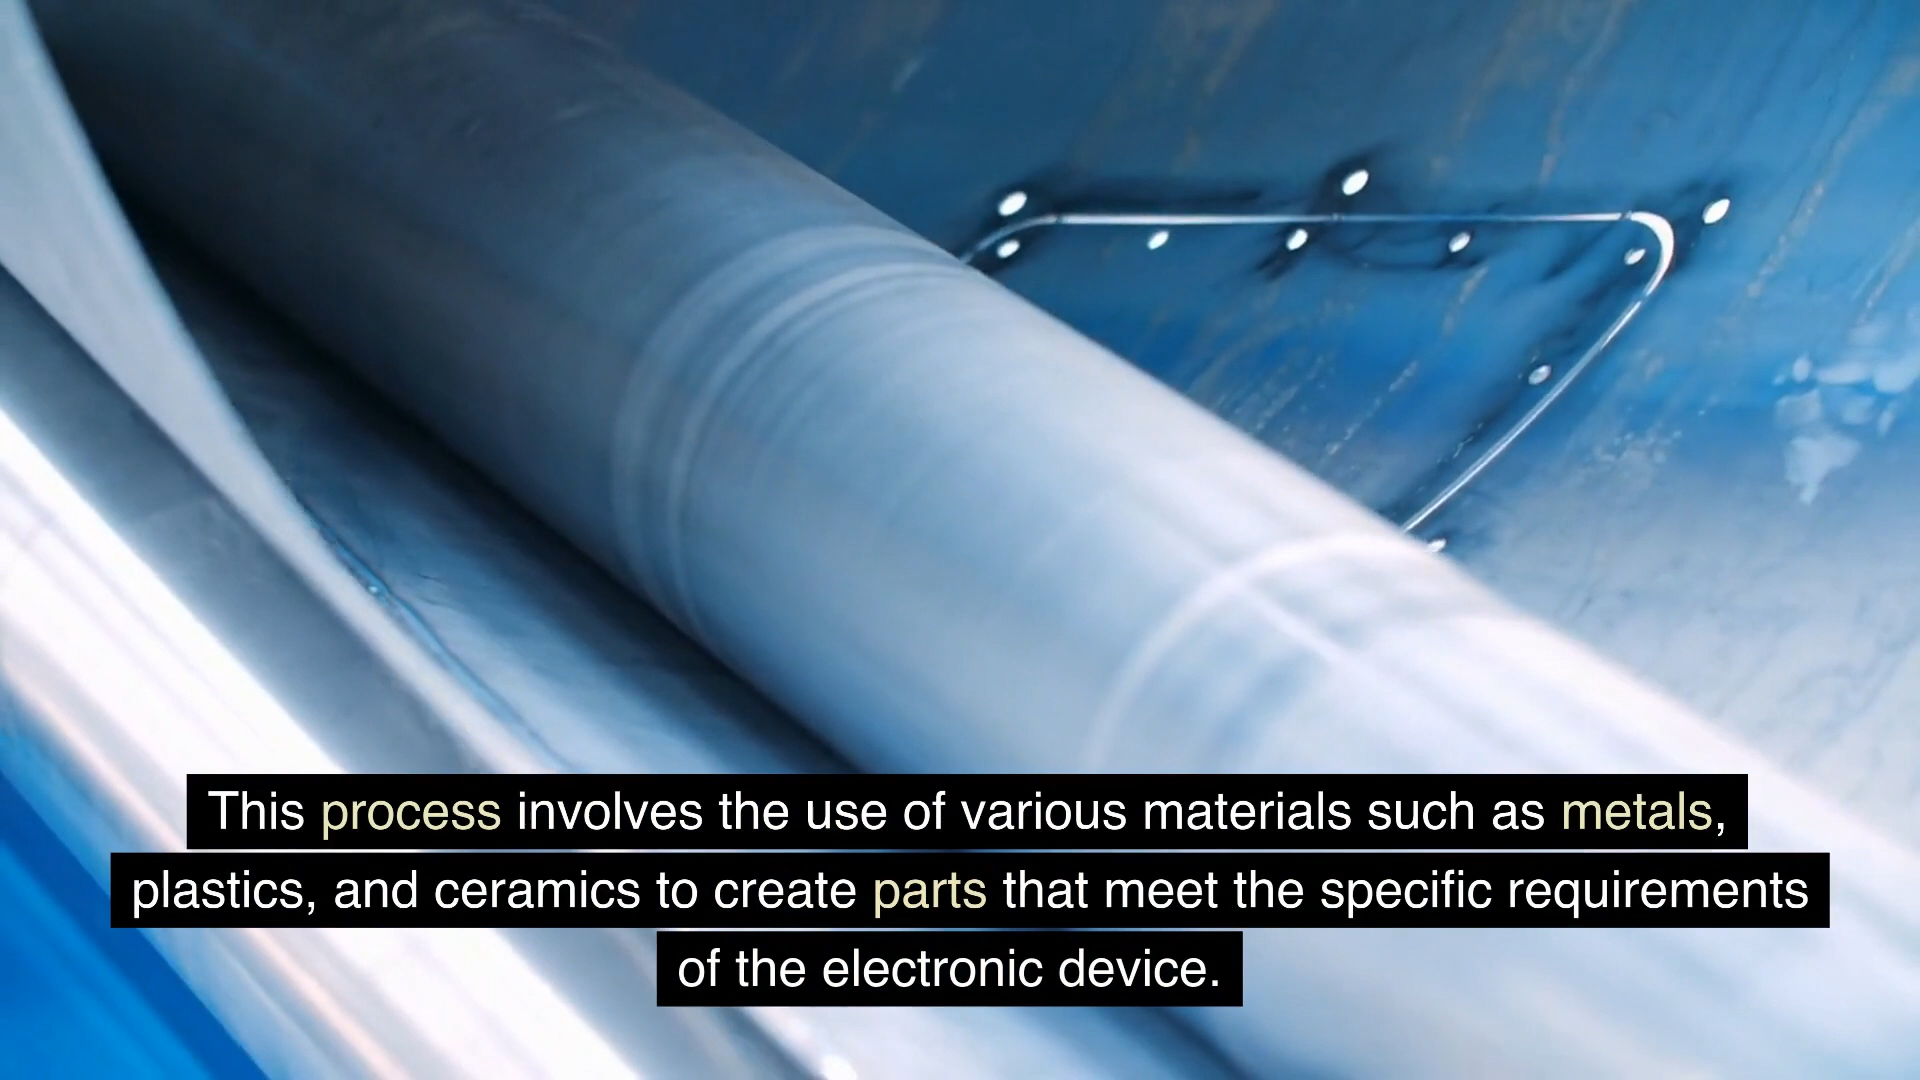 This process involves the use of various materials such as metals,
plastics, and ceramics to create parts that meet the specific requirements
of the electronic device.